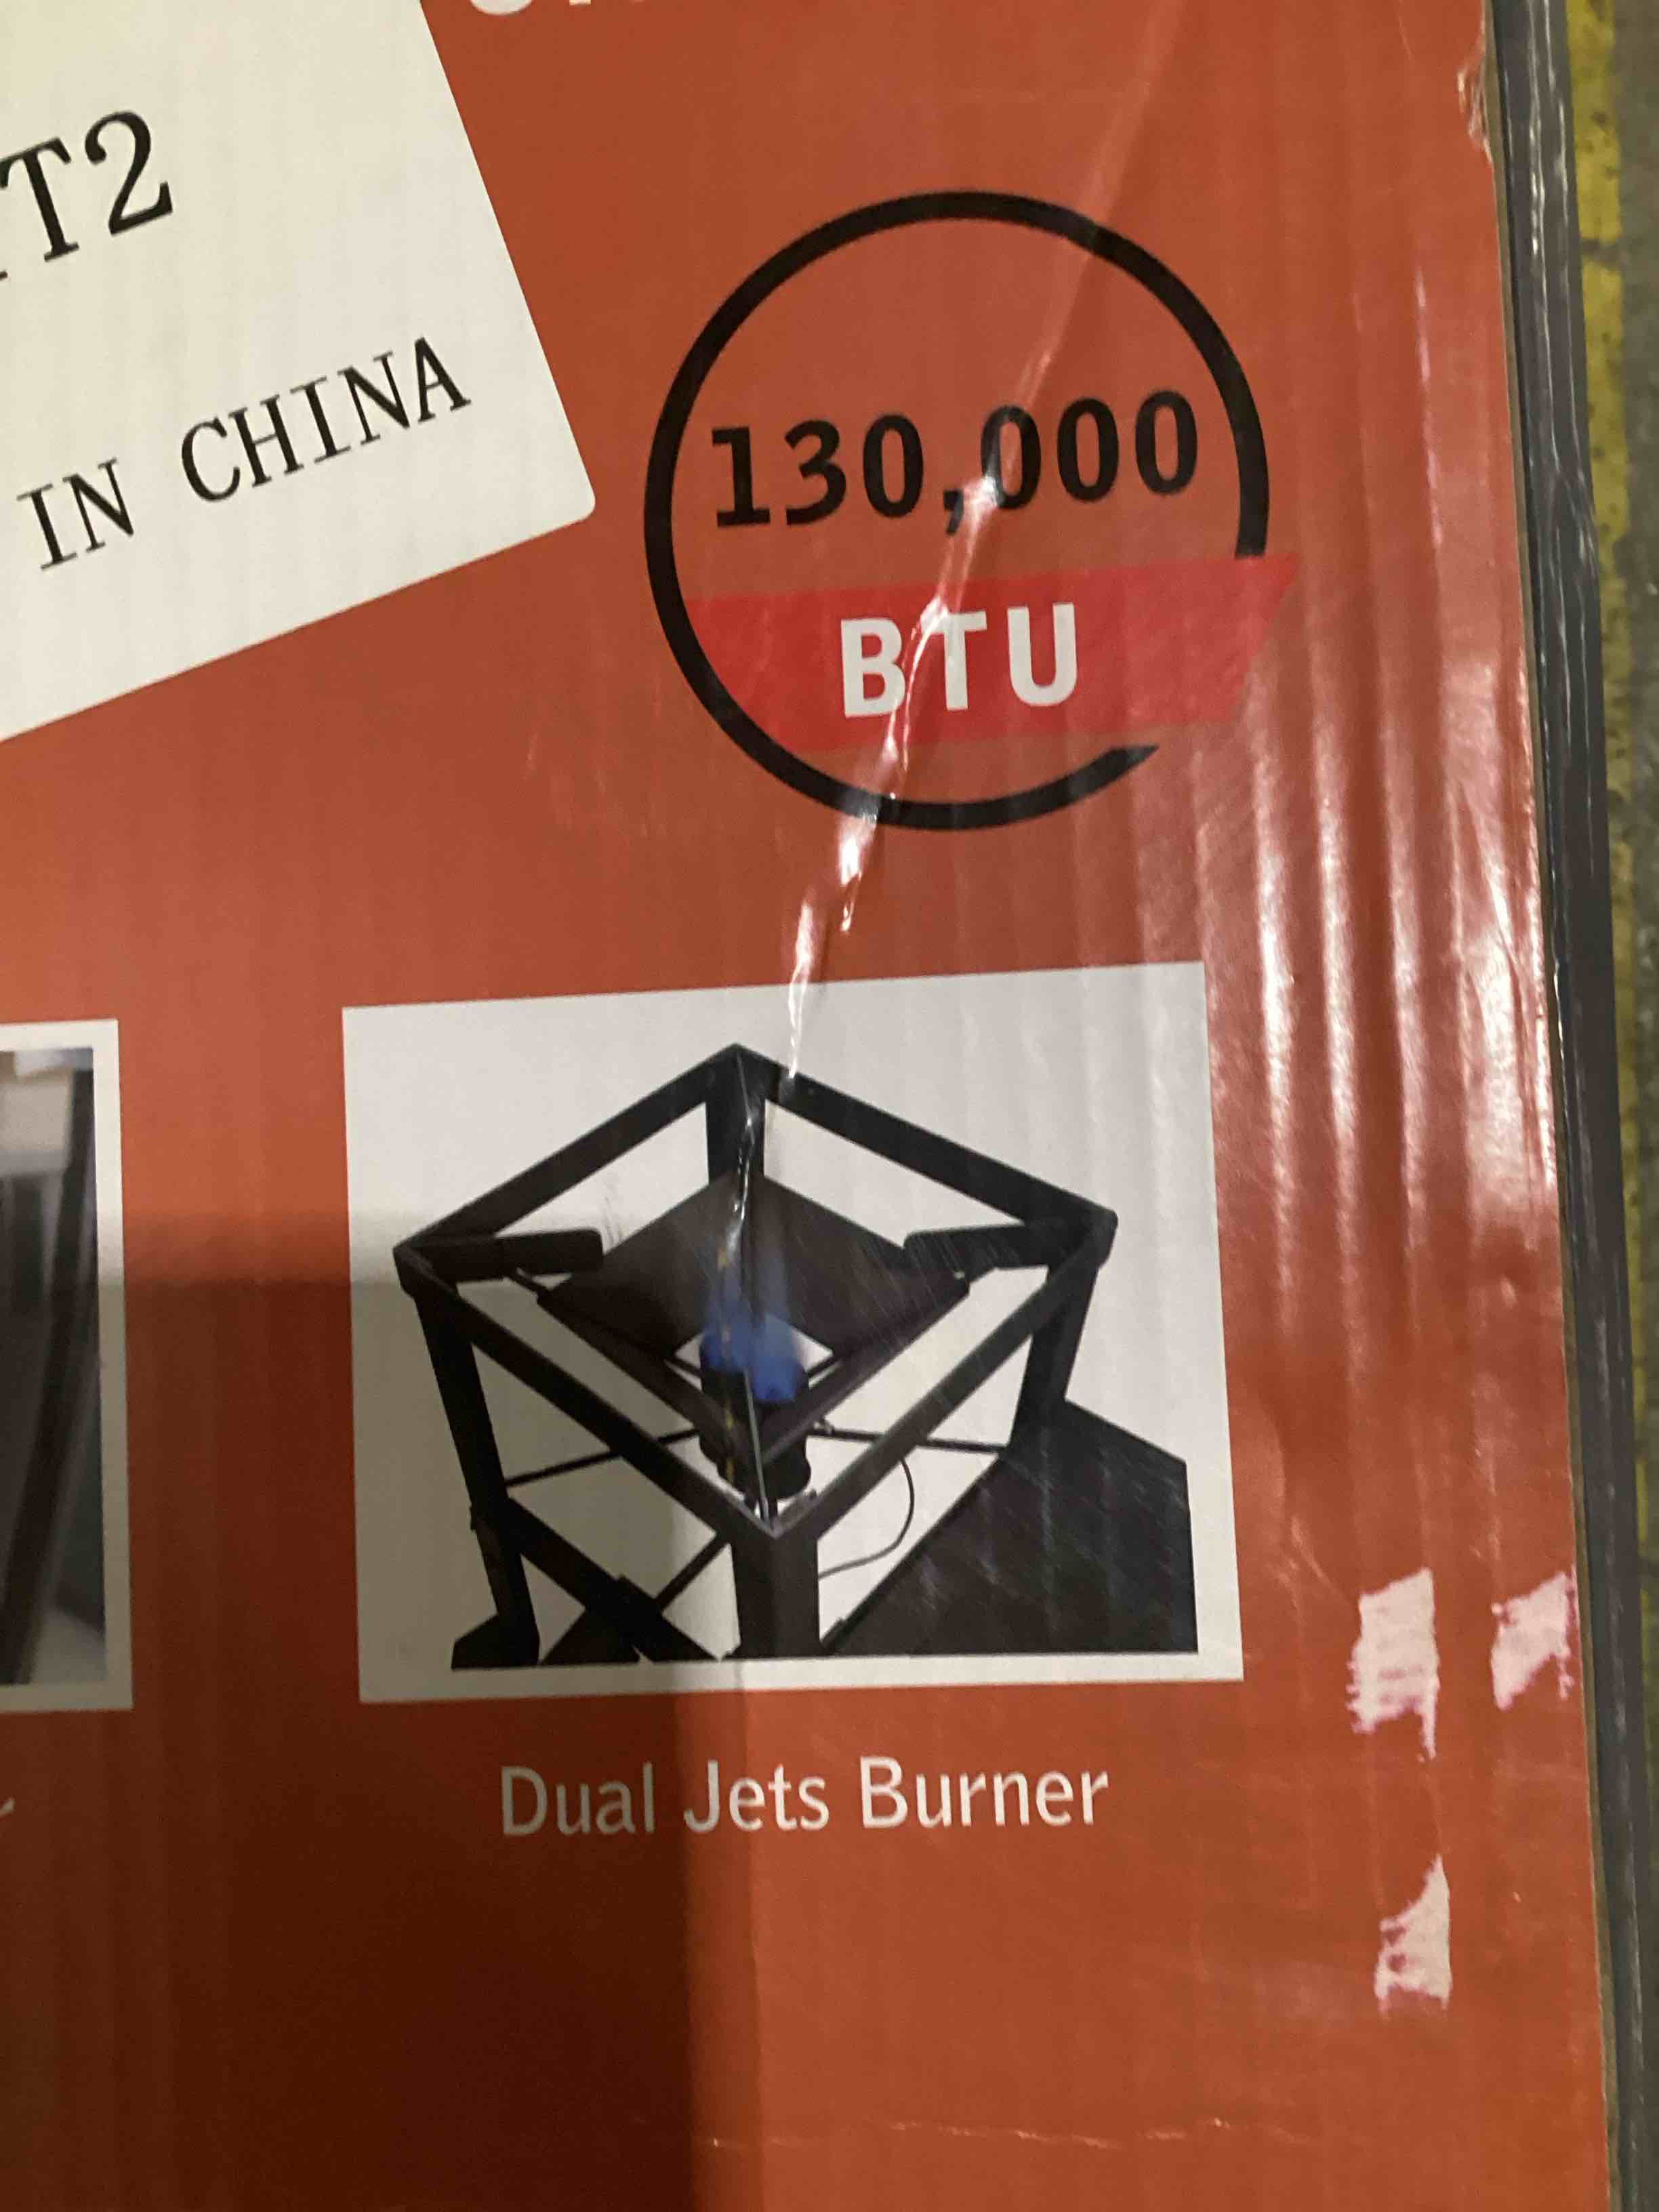 T2
IN CHINA
130,000
BTU
Dual Jets Burner